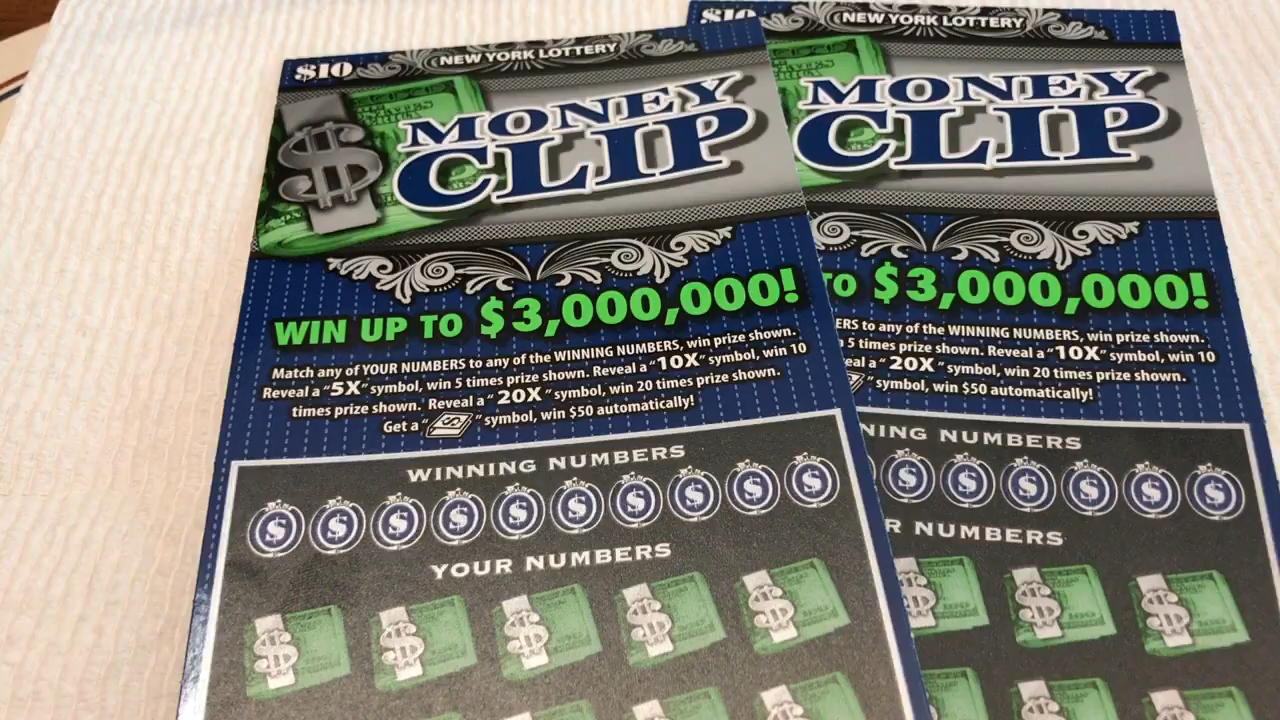 $10 NEW YORK LOTTERY
MONEY
CLIP
WIN UP TO $3,000,000!
Match any of YOUR NUMBERS to any of the WINNING NUMBERS, win prize shown.
Reveal a "5X" symbol, win 5 times prize shown. Reveal a "10X" symbol, win 10
times prize shown. Reveal a "20X" symbol, win 20 times prize shown.
Get a " " symbol, win $50 automatically!
WINNING NUMBERS
$ $ $ $ $ $ $ $ $ $
YOUR NUMBERS
$10 NEW YORK LOTTERY
MONEY
CLIP
TO $3,000,000!
ERS to any of the WINNING NUMBERS, win prize shown.
5 times prize shown. Reveal a "10X" symbol, win 10
eal a "20X" symbol, win 20 times prize shown.
" symbol, win $50 automatically!
NING NUMBERS
$ $ $ $ $ $
R NUMBERS